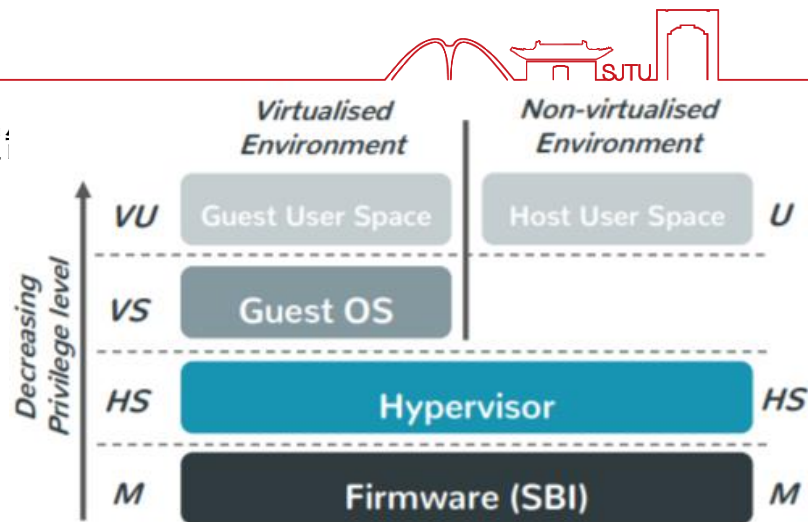 SJTU
Virtualised
Environment
Non-virtualised
Environment
Decreasing
Privilege level
VU
Guest User Space
Host User Space
U
VS
Guest OS
HS
Hypervisor
HS
M
Firmware (SBI)
M